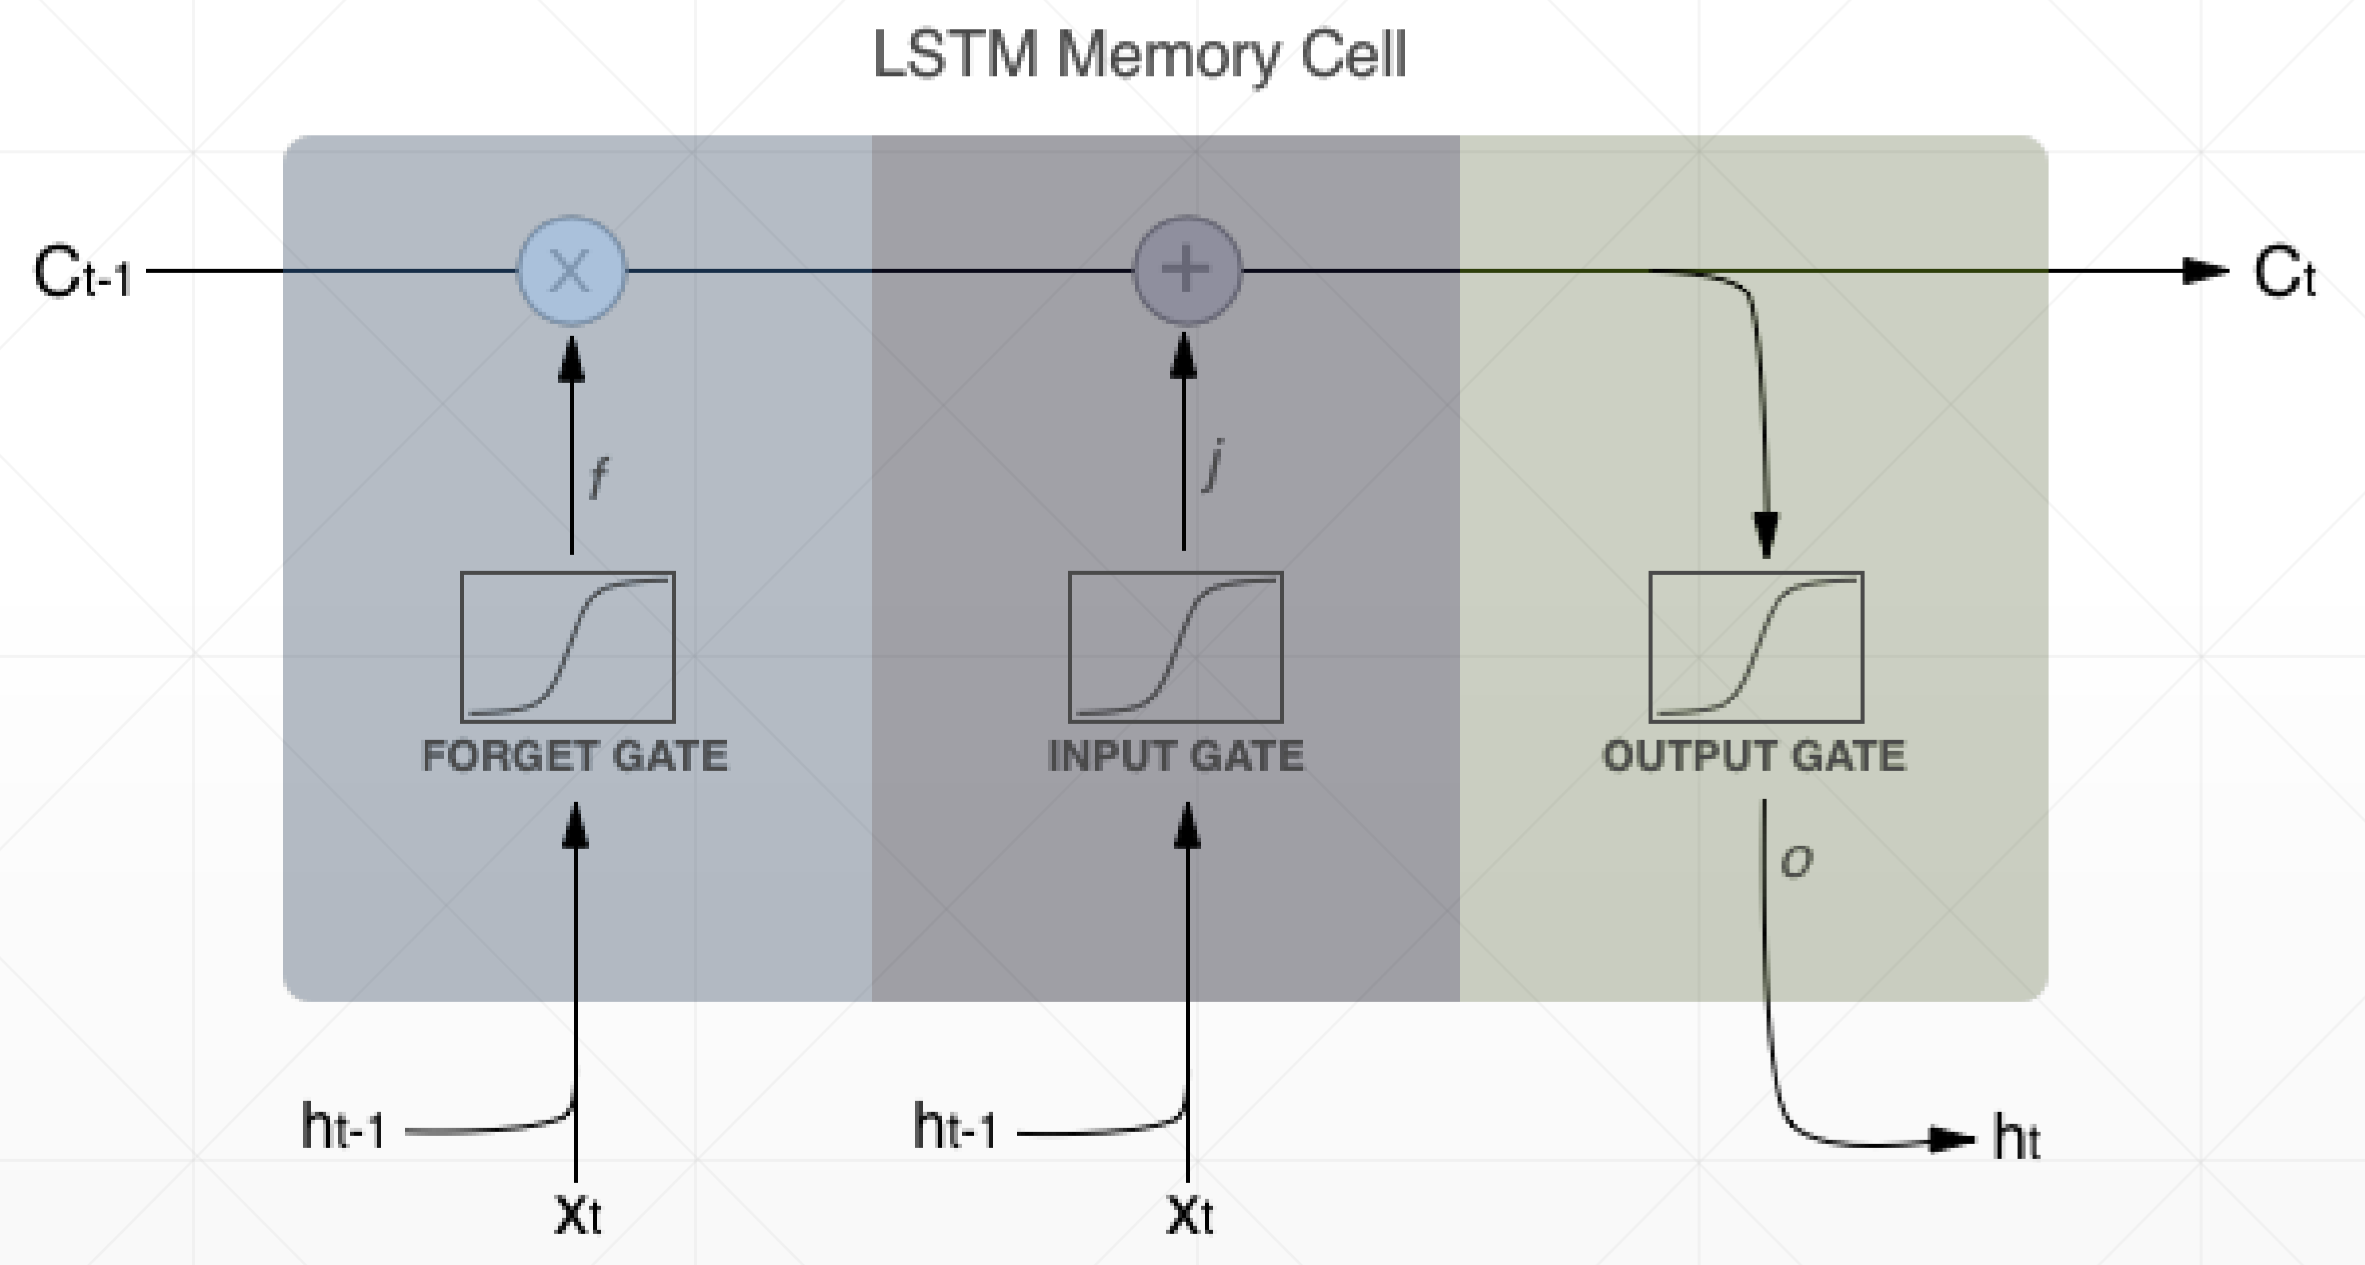 LSTM Memory Cell
Ct-1
X
+
Ct
f
j
FORGET GATE
INPUT GATE
OUTPUT GATE
o
ht-1
ht-1
ht
xt
xt